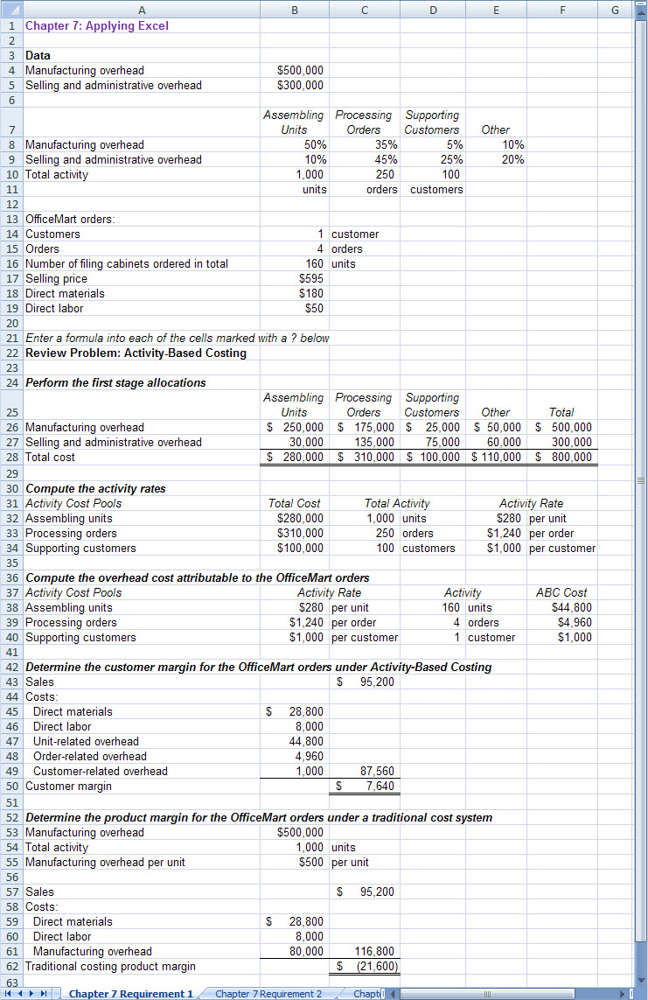 A B C D E F G
1 Chapter 7: Applying Excel
2
3 Data
4 Manufacturing overhead $500,000
5 Selling and administrative overhead $300,000
6
Assembling Processing Supporting
7 Units Orders Customers Other
8 Manufacturing overhead 50% 35% 5% 10%
9 Selling and administrative overhead 10% 45% 25% 20%
10 Total activity 1,000 250 100
11 units orders customers
12
13 OfficeMart orders:
14 Customers 1 customer
15 Orders 4 orders
16 Number of filing cabinets ordered in total 160 units
17 Selling price $595
18 Direct materials $180
19 Direct labor $50
20
21 Enter a formula into each of the cells marked with a ? below
22 Review Problem: Activity-Based Costing
23
24 Perform the first stage allocations
Assembling Processing Supporting
25 Units Orders Customers Other Total
26 Manufacturing overhead $ 250,000 $ 175,000 $ 25,000 $ 50,000 $ 500,000
27 Selling and administrative overhead 30,000 135,000 75,000 60,000 300,000
28 Total cost $ 280,000 $ 310,000 $ 100,000 $ 110,000 $ 800,000
29
30 Compute the activity rates
31 Activity Cost Pools Total Cost Total Activity Activity Rate
32 Assembling units $280,000 1,000 units $280 per unit
33 Processing orders $310,000 250 orders $1,240 per order
34 Supporting customers $100,000 100 customers $1,000 per customer
35
36 Compute the overhead cost attributable to the OfficeMart orders
37 Activity Cost Pools Activity Rate Activity ABC Cost
38 Assembling units $280 per unit 160 units $44,800
39 Processing orders $1,240 per order 4 orders $4,960
40 Supporting customers $1,000 per customer 1 customer $1,000
41
42 Determine the customer margin for the OfficeMart orders under Activity-Based Costing
43 Sales $ 95,200
44 Costs:
45 Direct materials $ 28,800
46 Direct labor 8,000
47 Unit-related overhead 44,800
48 Order-related overhead 4,960
49 Customer-related overhead 1,000 87,560
50 Customer margin $ 7,640
51
52 Determine the product margin for the OfficeMart orders under a traditional cost system
53 Manufacturing overhead $500,000
54 Total activity 1,000 units
55 Manufacturing overhead per unit $500 per unit
56
57 Sales $ 95,200
58 Costs:
59 Direct materials $ 28,800
60 Direct labor 8,000
61 Manufacturing overhead 80,000 116,800
62 Traditional costing product margin $ (21,600)
63
Chapter 7 Requirement 1 Chapter 7 Requirement 2 Chapt